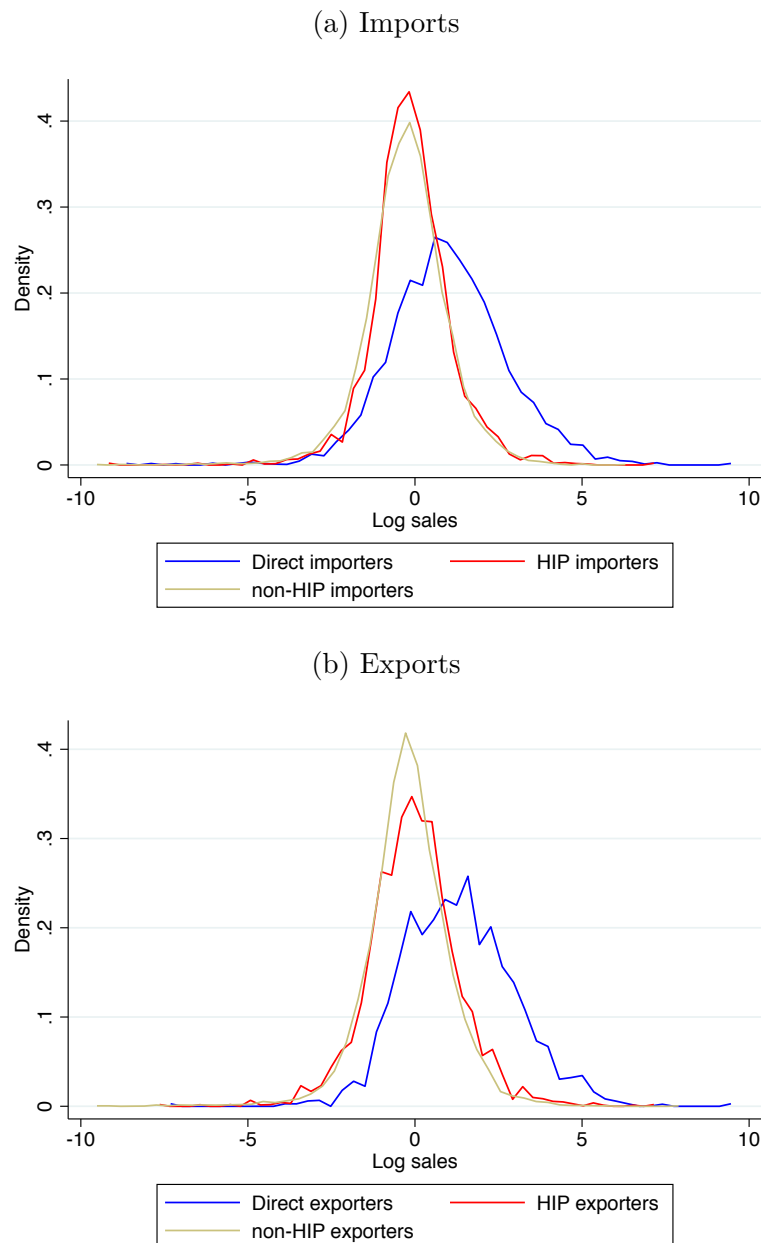 (a) Imports
.4
.3
.2
.1
0
Density
-10 -5 0 5 10
Log sales
Direct importers HIP importers
non-HIP importers
(b) Exports
.4
.3
.2
.1
0
Density
-10 -5 0 5 10
Log sales
Direct exporters HIP exporters
non-HIP exporters